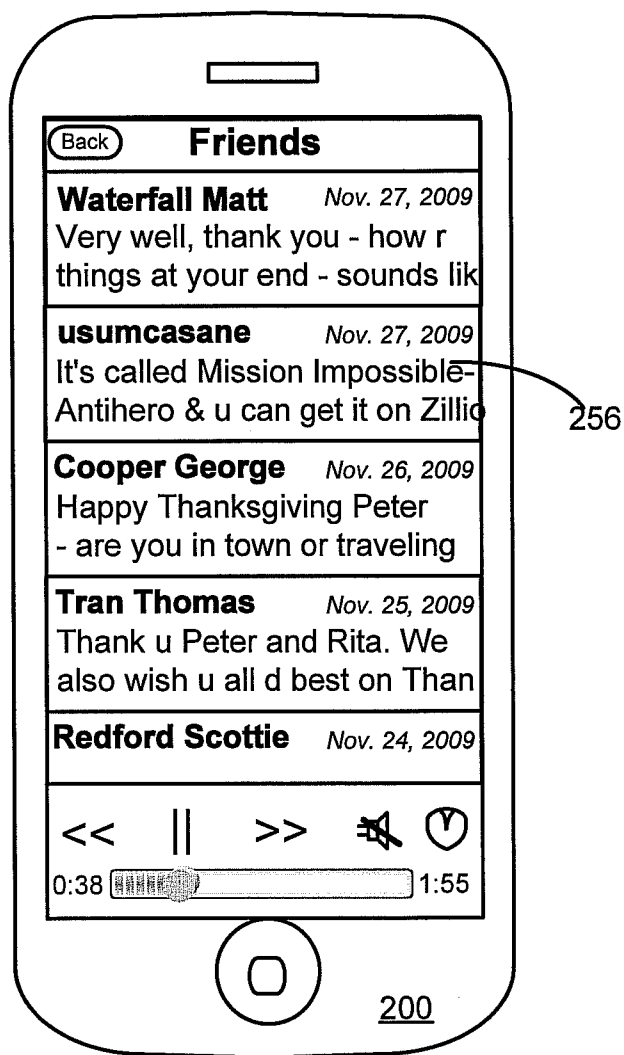 Back Friends
Waterfall Matt Nov. 27, 2009
Very well, thank you - how r
things at your end - sounds lik
usumcasane Nov. 27, 2009
It's called Mission Impossible-
Antihero & u can get it on Zillio
256
Cooper George Nov. 26, 2009
Happy Thanksgiving Peter
- are you in town or traveling
Tran Thomas Nov. 25, 2009
Thank u Peter and Rita. We
also wish u all d best on Than
Redford Scottie Nov. 24, 2009
<< || >>
0:38 1:55
200